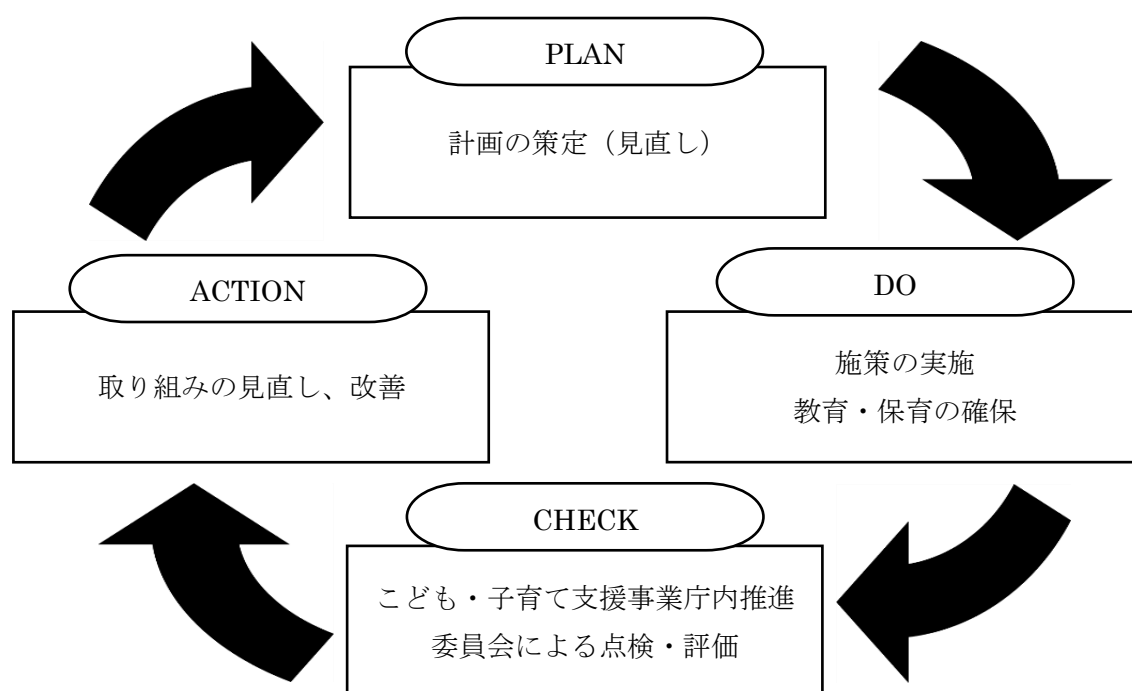 PLAN
計画の策定（見直し）
ACTION
取り組みの見直し、改善
DO
施策の実施
教育・保育の確保
CHECK
こども・子育て支援事業庁内推進
委員会による点検・評価